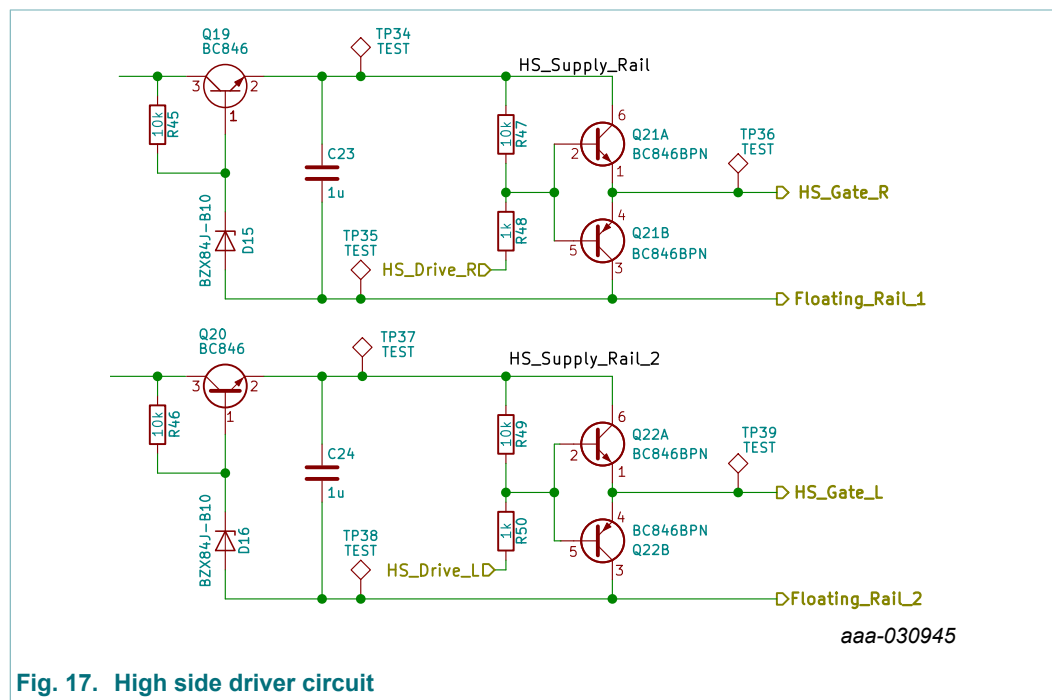 Q19
BC846
3
2
1
10k
R45
BZX84J-B10
D15
C23
1u
TP34
TEST
TP35
TEST
HS_Supply_Rail
10k
R47
1k
R48
HS_Drive_R
2
6
1
Q21A
BC846BPN
5
4
3
Q21B
BC846BPN
TP36
TEST
HS_Gate_R
Floating_Rail_1
Q20
BC846
3
2
1
10k
R46
BZX84J-B10
D16
C24
1u
TP37
TEST
TP38
TEST
HS_Supply_Rail_2
10k
R49
1k
R50
HS_Drive_L
2
6
1
Q22A
BC846BPN
5
4
3
BC846BPN
Q22B
TP39
TEST
HS_Gate_L
Floating_Rail_2
aaa-030945
Fig. 17. High side driver circuit